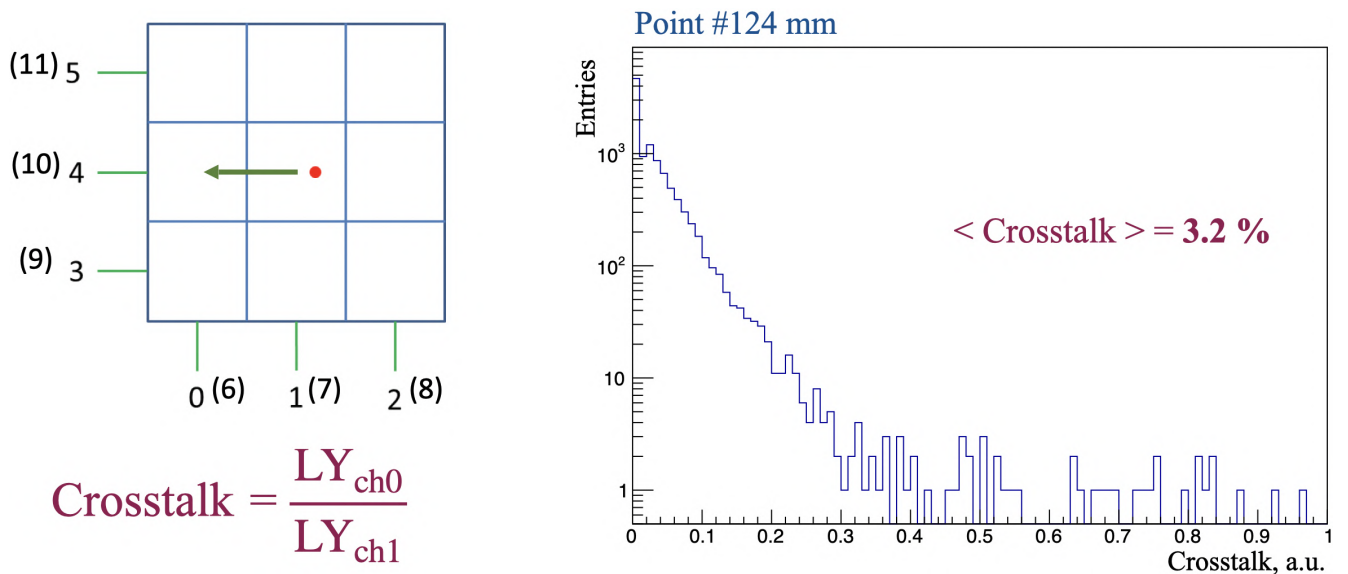 (11) 5
(10) 4
(9) 3
0 (6) 1 (7) 2 (8)
Crosstalk = LY_ch0 / LY_ch1
Point #124 mm
Entries
10³
10²
10
1
< Crosstalk > = 3.2 %
0 0.1 0.2 0.3 0.4 0.5 0.6 0.7 0.8 0.9 1
Crosstalk, a.u.